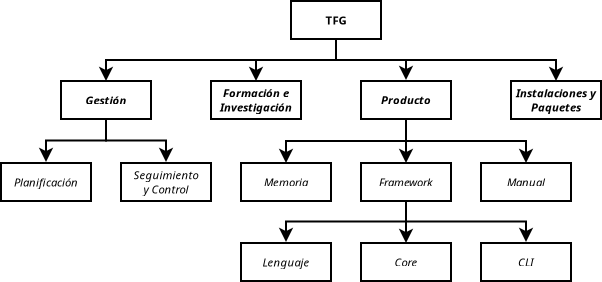 TFG
Gestión
Formación e
Investigación
Producto
Instalaciones y
Paquetes
Planificación
Seguimiento
y Control
Memoria
Framework
Manual
Lenguaje
Core
CLI